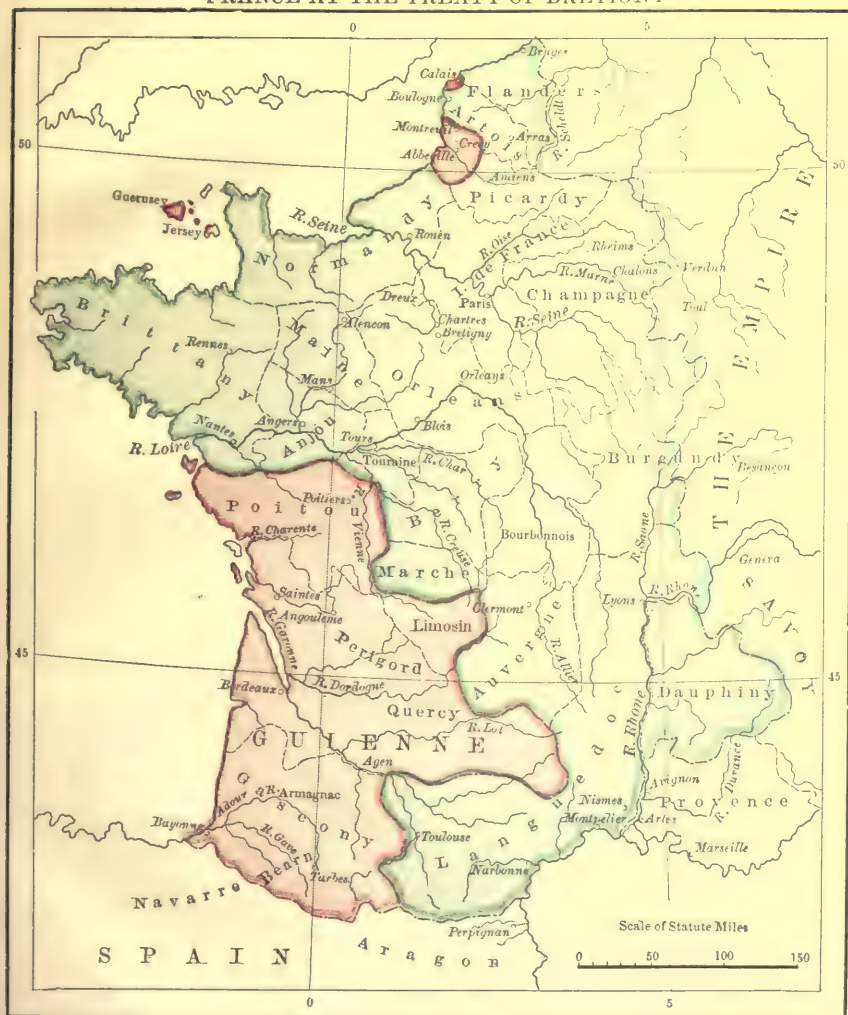 FRANCE AT THE TREATY OF BRETIGNY
0
5
Bruges
Calais
Flanders
Boulogne
Artois
R. Scheldt
Montreuil
Crecy
Arras
50
Abbeville
Amiens
50
Picardy
Guernsey
Jersey
R. Seine
Rouen
R. Oise
I. de France
Rheims
Normandy
R. Marne
Chalons
Verdun
Dreux
Paris
Champagne
Toul
Chartres
R. Seine
Alencon
Bretigny
THE EMPIRE
Brittany
Rennes
Maine
Mans
Orleans
Orleans
Angers
Blois
Nantes
Anjou
Tours
R. Loire
Touraine
R. Cher
Burgundy
Besançon
Poitiers
Poitou
R. Vienne
Berry
R. Charente
R. Creuse
Bourbonnois
R. Saone
Geneva
Marche
SAVOY
Saintes
Lyons
R. Rhon
Angouleme
Clermont
Limosin
R. Garonne
Perigord
Auvergne
R. Allier
45
45
Bordeaux
R. Dordogne
Dauphiny
Quercy
R. Lot
R. Rhone
GUIENNE
Agen
Languedoc
Gascony
R. Adour
Armagnac
Nismes
Avignon
R. Durance
Provence
Bayonne
Montpelier
Arles
R. Gave
Toulouse
Marseille
Bearn
Tarbes
Narbonne
Navarre
Perpignan
Scale of Statute Miles
SPAIN
Aragon
0 50 100 150
0
5